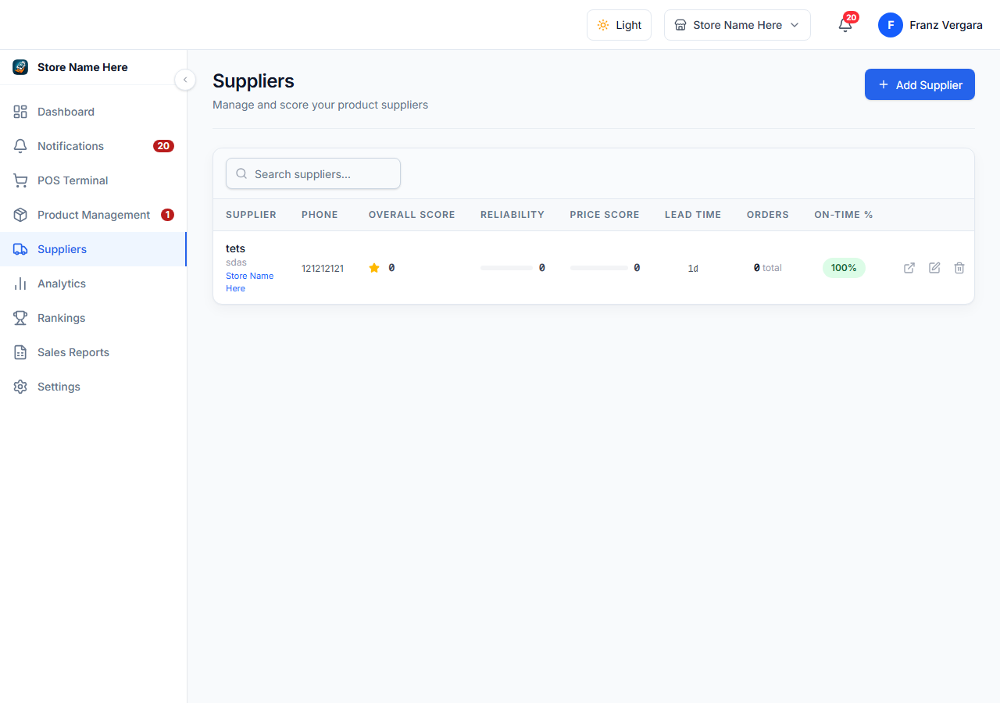 Light
Store Name Here
20
F
Franz Vergara
Store Name Here
Dashboard
Notifications 20
POS Terminal
Product Management 1
Suppliers
Analytics
Rankings
Sales Reports
Settings
Suppliers
Manage and score your product suppliers
Add Supplier
Search suppliers...
SUPPLIER PHONE OVERALL SCORE RELIABILITY PRICE SCORE LEAD TIME ORDERS ON-TIME %
tets
sdas
Store Name
Here
121212121 0 0 0 1d 0 total 100%